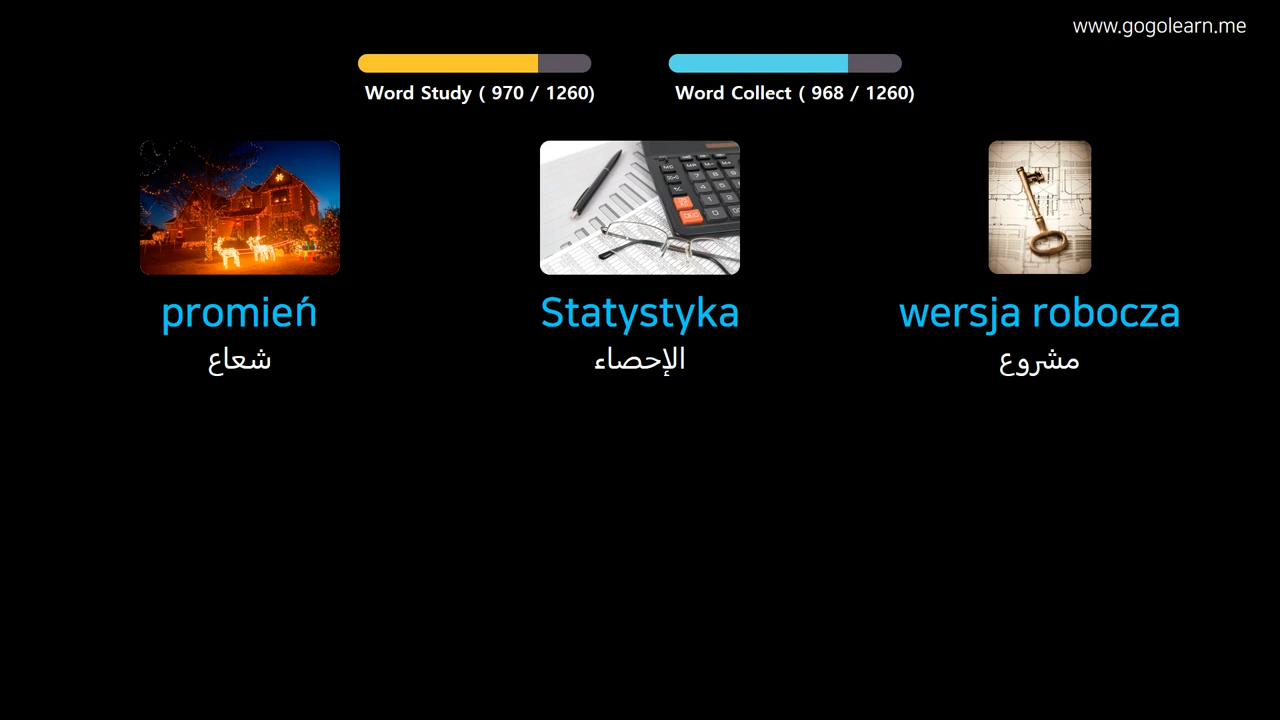 www.gogolearn.me
Word Study ( 970 / 1260)
Word Collect ( 968 / 1260)
promień
Statystyka
wersja robocza
شعاع
الإحصاء
مشروع